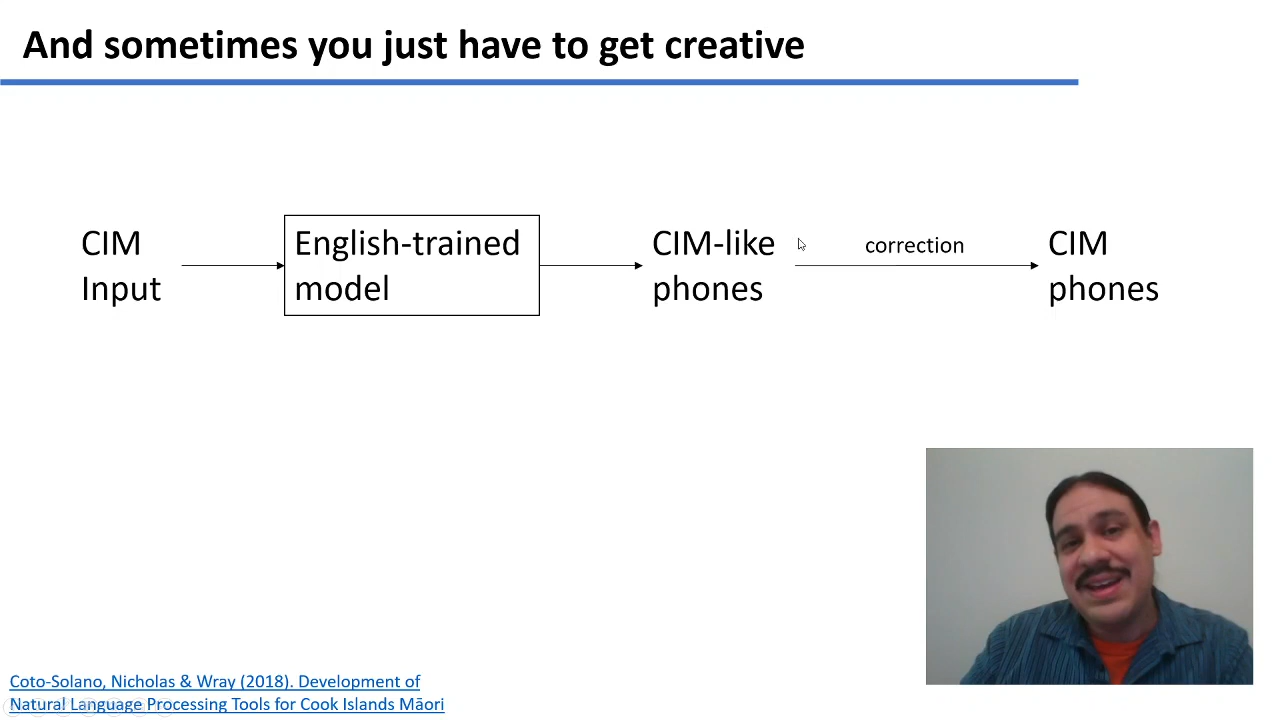 And sometimes you just have to get creative
CIM
Input
English-trained
model
CIM-like
phones
correction
CIM
phones
Coto-Solano, Nicholas & Wray (2018). Development of
Natural Language Processing Tools for Cook Islands Māori